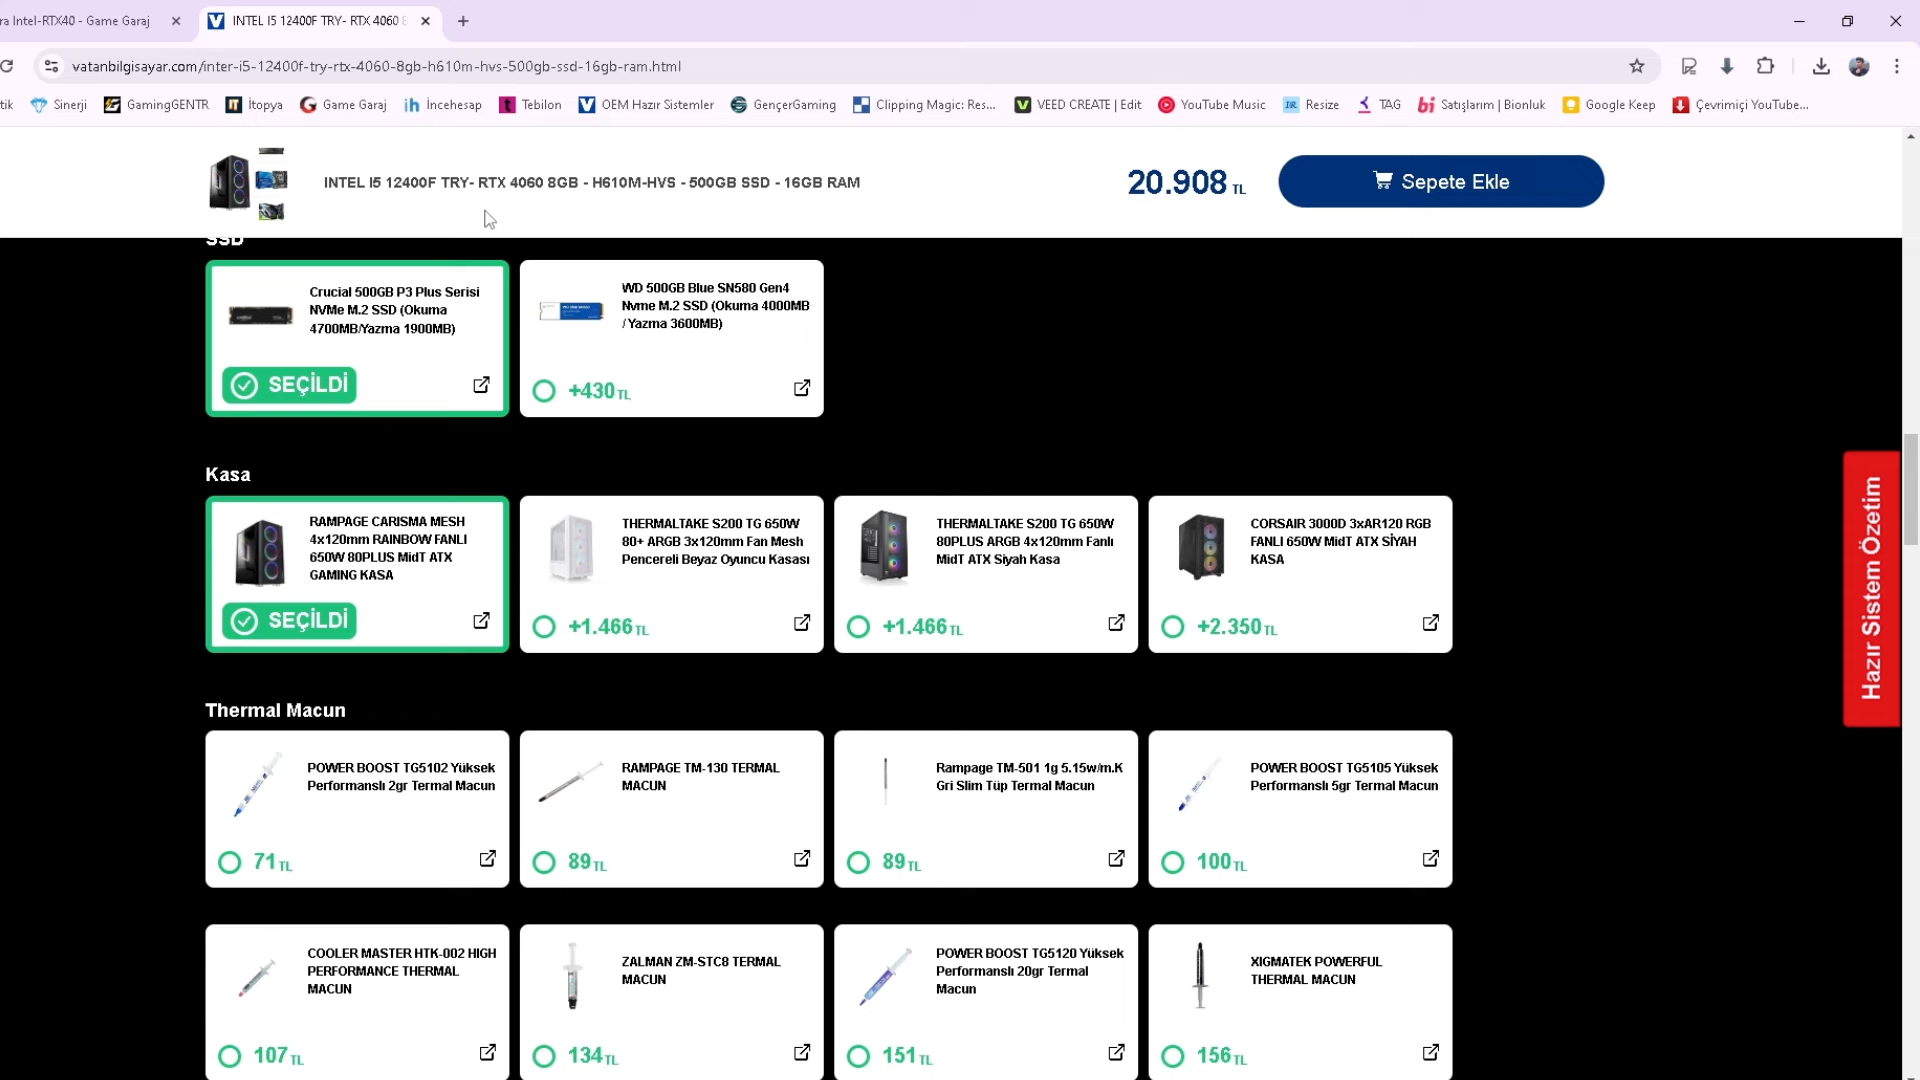 ra Intel-RTX40 - Game Garaj
INTEL I5 12400F TRY- RTX 4060 8
vatanbilgisayar.com/inter-i5-12400f-try-rtx-4060-8gb-h610m-hvs-500gb-ssd-16gb-ram.html
tik
Sinerji
GamingGENTR
İtopya
Game Garaj
İncehesap
Tebilon
OEM Hazır Sistemler
GençerGaming
Clipping Magic: Res...
VEED CREATE | Edit
YouTube Music
Resize
TAG
Satışlarım | Bionluk
Google Keep
Çevrimiçi YouTube...
INTEL I5 12400F TRY- RTX 4060 8GB - H610M-HVS - 500GB SSD - 16GB RAM
20.908 TL
Sepete Ekle
SSD
Crucial 500GB P3 Plus Serisi
NVMe M.2 SSD (Okuma
4700MB/Yazma 1900MB)
SEÇİLDİ
WD 500GB Blue SN580 Gen4
Nvme M.2 SSD (Okuma 4000MB
/ Yazma 3600MB)
+430 TL
Kasa
RAMPAGE CARISMA MESH
4x120mm RAINBOW FANLI
650W 80PLUS MidT ATX
GAMING KASA
SEÇİLDİ
THERMALTAKE S200 TG 650W
80+ ARGB 3x120mm Fan Mesh
Pencereli Beyaz Oyuncu Kasası
+1.466 TL
THERMALTAKE S200 TG 650W
80PLUS ARGB 4x120mm Fanlı
MidT ATX Siyah Kasa
+1.466 TL
CORSAIR 3000D 3xAR120 RGB
FANLI 650W MidT ATX SİYAH
KASA
+2.350 TL
Hazır Sistem Özetim
Thermal Macun
POWER BOOST TG5102 Yüksek
Performanslı 2gr Termal Macun
71 TL
RAMPAGE TM-130 TERMAL
MACUN
89 TL
Rampage TM-501 1g 5.15w/m.K
Gri Slim Tüp Termal Macun
89 TL
POWER BOOST TG5105 Yüksek
Performanslı 5gr Termal Macun
100 TL
COOLER MASTER HTK-002 HIGH
PERFORMANCE THERMAL
MACUN
107 TL
ZALMAN ZM-STC8 TERMAL
MACUN
134 TL
POWER BOOST TG5120 Yüksek
Performanslı 20gr Termal
Macun
151 TL
XIGMATEK POWERFUL
THERMAL MACUN
156 TL